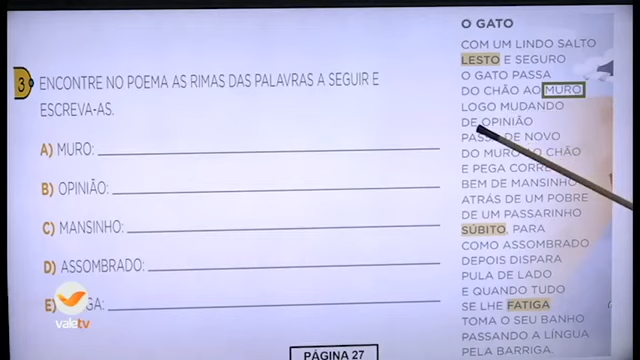 3
ENCONTRE NO POEMA AS RIMAS DAS PALAVRAS A SEGUIR E
ESCREVA-AS.
A) MURO:
B) OPINIÃO:
C) MANSINHO:
D) ASSOMBRADO:
E)
valetv
PÁGINA 27
O GATO
COM UM LINDO SALTO
LESTO E SEGURO
O GATO PASSA
DO CHÃO AO MURO
LOGO MUDANDO
DE OPINIÃO
PASSA DE NOVO
DO MURO AO CHÃO
E PEGA
BEM DE MANSINHO
ATRÁS DE UM POBRE
DE UM PASSARINHO
SÚBITO, PARA
COMO ASSOMBRADO
DEPOIS DISPARA
PULA DE LADO
E QUANDO TUDO
SE LHE FATIGA
TOMA O SEU BANHO
PASSANDO A LÍNGUA
PELA BARRIGA.